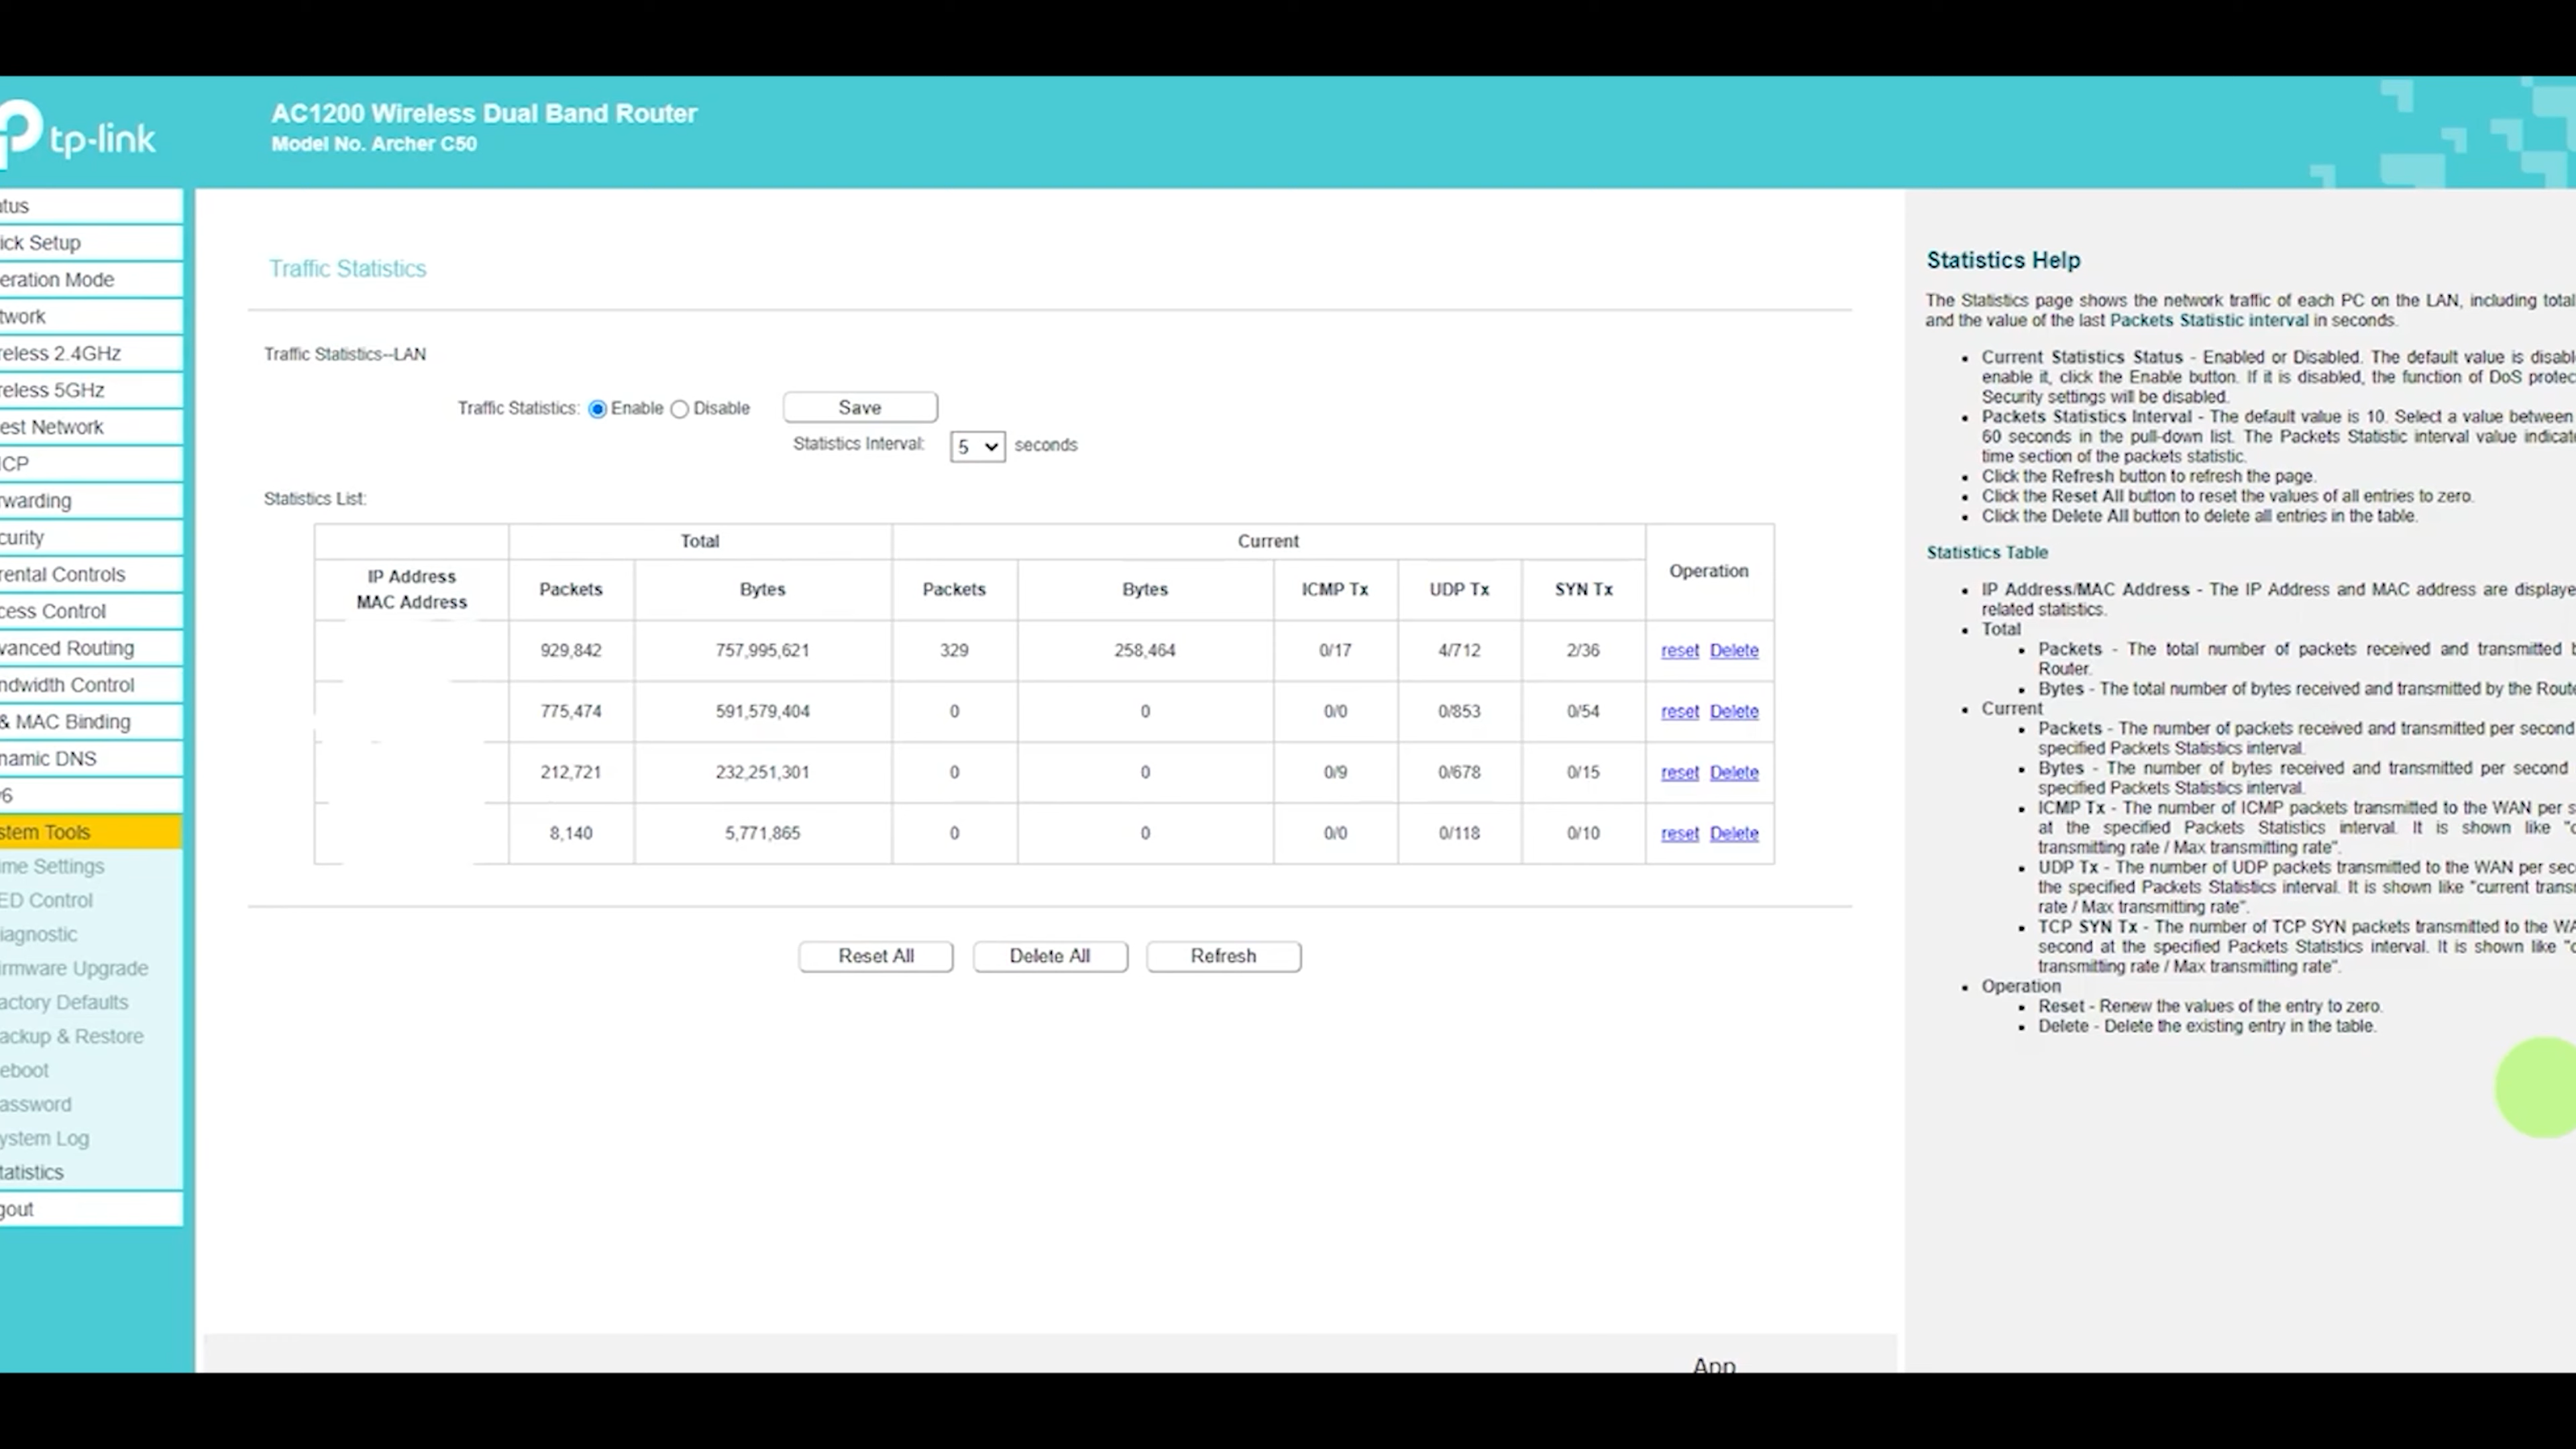 tp-link
AC1200 Wireless Dual Band Router
Model No. Archer C50
tus
ick Setup
eration Mode
twork
reless 2.4GHz
reless 5GHz
est Network
CP
rwarding
curity
rental Controls
cess Control
vanced Routing
ndwidth Control
& MAC Binding
namic DNS
v6
stem Tools
ime Settings
ED Control
iagnostic
irmware Upgrade
actory Defaults
ackup & Restore
eboot
assword
ystem Log
tatistics
gout
Traffic Statistics
Traffic Statistics--LAN
Traffic Statistics: Enable Disable Save
Statistics Interval: 5 seconds
Statistics List:
Total Current
IP Address
MAC Address Packets Bytes Packets Bytes ICMP Tx UDP Tx SYN Tx Operation
929,842 757,995,621 329 258,464 0/17 4/712 2/36 reset Delete
775,474 591,579,404 0 0 0/0 0/853 0/54 reset Delete
212,721 232,251,301 0 0 0/9 0/678 0/15 reset Delete
8,140 5,771,865 0 0 0/0 0/118 0/10 reset Delete
Reset All Delete All Refresh
App
Statistics Help
The Statistics page shows the network traffic of each PC on the LAN, including total
and the value of the last Packets Statistic interval in seconds.
Current Statistics Status - Enabled or Disabled. The default value is disabl
enable it, click the Enable button. If it is disabled, the function of DoS protec
Security settings will be disabled.
Packets Statistics Interval - The default value is 10. Select a value between
60 seconds in the pull-down list. The Packets Statistic interval value indicat
time section of the packets statistic.
Click the Refresh button to refresh the page.
Click the Reset All button to reset the values of all entries to zero.
Click the Delete All button to delete all entries in the table.
Statistics Table
IP Address/MAC Address - The IP Address and MAC address are displaye
related statistics.
Total
Packets - The total number of packets received and transmitted b
Router.
Bytes - The total number of bytes received and transmitted by the Route
Current
Packets - The number of packets received and transmitted per second
specified Packets Statistics interval.
Bytes - The number of bytes received and transmitted per second
specified Packets Statistics interval.
ICMP Tx - The number of ICMP packets transmitted to the WAN per s
at the specified Packets Statistics interval. It is shown like "c
transmitting rate / Max transmitting rate".
UDP Tx - The number of UDP packets transmitted to the WAN per sec
the specified Packets Statistics interval. It is shown like "current trans
rate / Max transmitting rate".
TCP SYN Tx - The number of TCP SYN packets transmitted to the WA
second at the specified Packets Statistics interval. It is shown like "c
transmitting rate / Max transmitting rate".
Operation
Reset - Renew the values of the entry to zero.
Delete - Delete the existing entry in the table.